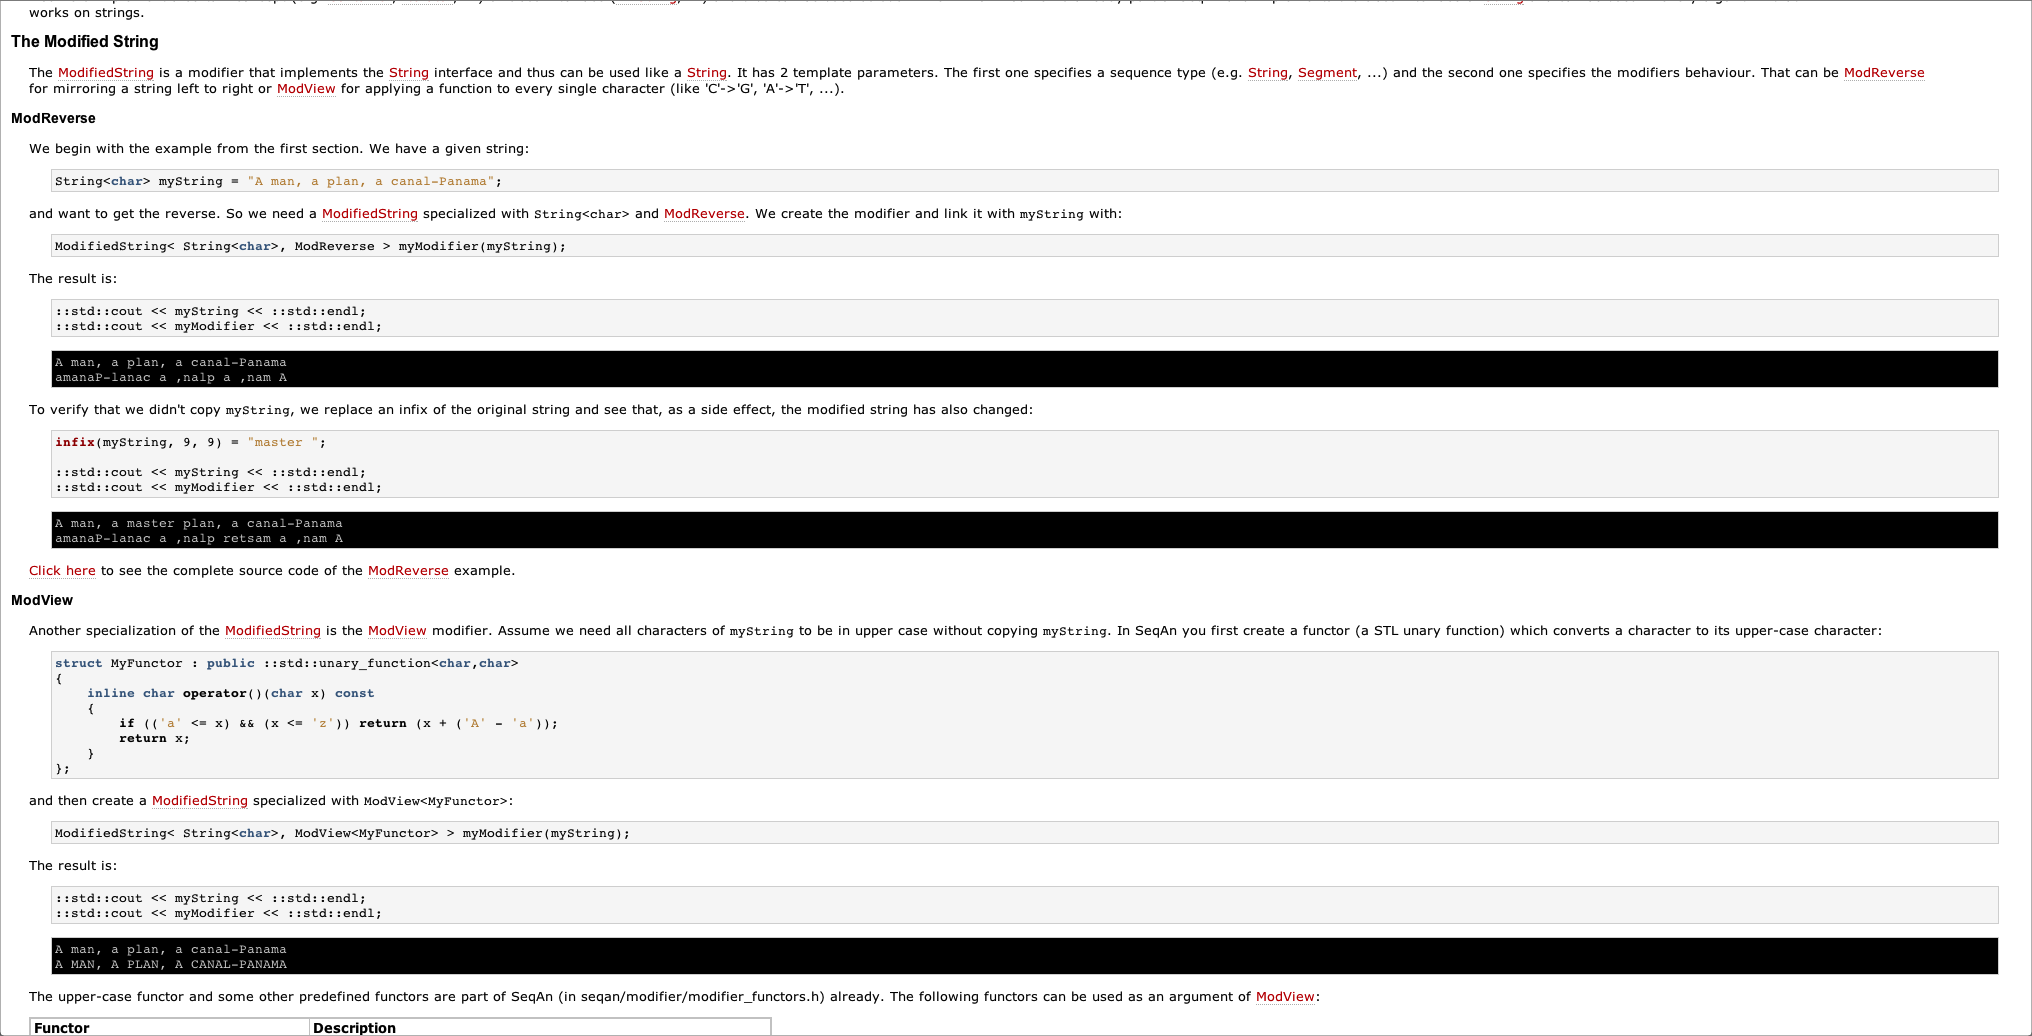 works on strings.
The Modified String
The ModifiedString is a modifier that implements the String interface and thus can be used like a String. It has 2 template parameters. The first one specifies a sequence type (e.g. String, Segment, ...) and the second one specifies the modifiers behaviour. That can be ModReverse
for mirroring a string left to right or ModView for applying a function to every single character (like 'C'->'G', 'A'->'T', ...).
ModReverse
We begin with the example from the first section. We have a given string:
String<char> myString = "A man, a plan, a canal-Panama";
and want to get the reverse. So we need a ModifiedString specialized with String<char> and ModReverse. We create the modifier and link it with myString with:
ModifiedString< String<char>, ModReverse > myModifier(myString);
The result is:
::std::cout << myString << ::std::endl;
::std::cout << myModifier << ::std::endl;
A man, a plan, a canal-Panama
amanaP-lanac a ,nalp a ,nam A
To verify that we didn't copy myString, we replace an infix of the original string and see that, as a side effect, the modified string has also changed:
infix(myString, 9, 9) = "master ";
::std::cout << myString << ::std::endl;
::std::cout << myModifier << ::std::endl;
A man, a master plan, a canal-Panama
amanaP-lanac a ,nalp retsam a ,nam A
Click here to see the complete source code of the ModReverse example.
ModView
Another specialization of the ModifiedString is the ModView modifier. Assume we need all characters of myString to be in upper case without copying myString. In SeqAn you first create a functor (a STL unary function) which converts a character to its upper-case character:
struct MyFunctor : public ::std::unary_function<char,char>
{
    inline char operator()(char x) const
    {
        if (('a' <= x) && (x <= 'z')) return (x + ('A' - 'a'));
        return x;
    }
};
and then create a ModifiedString specialized with ModView<MyFunctor>:
ModifiedString< String<char>, ModView<MyFunctor> > myModifier(myString);
The result is:
::std::cout << myString << ::std::endl;
::std::cout << myModifier << ::std::endl;
A man, a plan, a canal-Panama
A MAN, A PLAN, A CANAL-PANAMA
The upper-case functor and some other predefined functors are part of SeqAn (in seqan/modifier/modifier_functors.h) already. The following functors can be used as an argument of ModView:
Functor Description